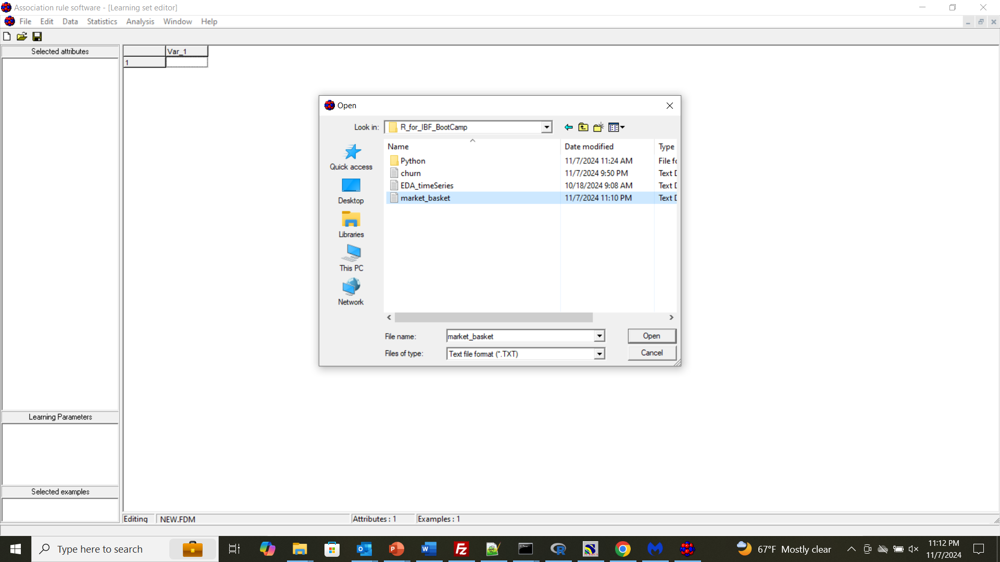 Association rule software - [Learning set editor]
File Edit Data Statistics Analysis Window Help
Selected attributes
Var_1
1
Open
Look in: R_for_IBF_BootCamp
Quick access
Desktop
Libraries
This PC
Network
Name Date modified Type
Python 11/7/2024 11:24 AM File fc
churn 11/7/2024 9:50 PM Text D
EDA_timeSeries 10/18/2024 9:08 AM Text D
market_basket 11/7/2024 11:10 PM Text D
File name: market_basket Open
Files of type: Text file format (*.TXT) Cancel
Learning Parameters
Selected examples
Editing NEW.FDM Attributes : 1 Examples : 1
Type here to search
67°F Mostly clear
11:12 PM
11/7/2024